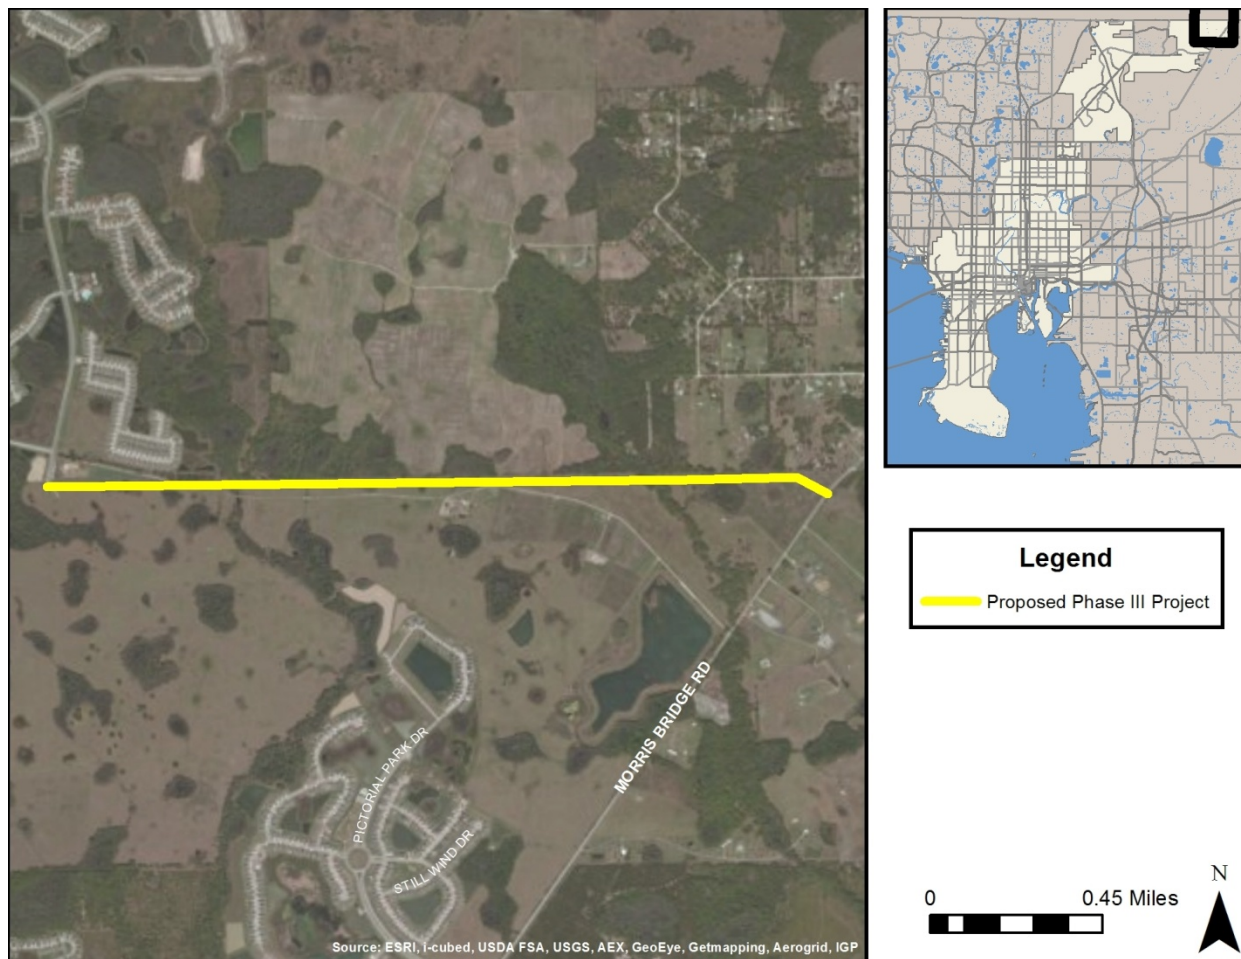 MORRIS BRIDGE RD
PICTORIAL PARK DR
STILL WIND DR
Source: ESRI, i-cubed, USDA FSA, USGS, AEX, GeoEye, Getmapping, Aerogrid, IGP
Legend
Proposed Phase III Project
0 0.45 Miles
N